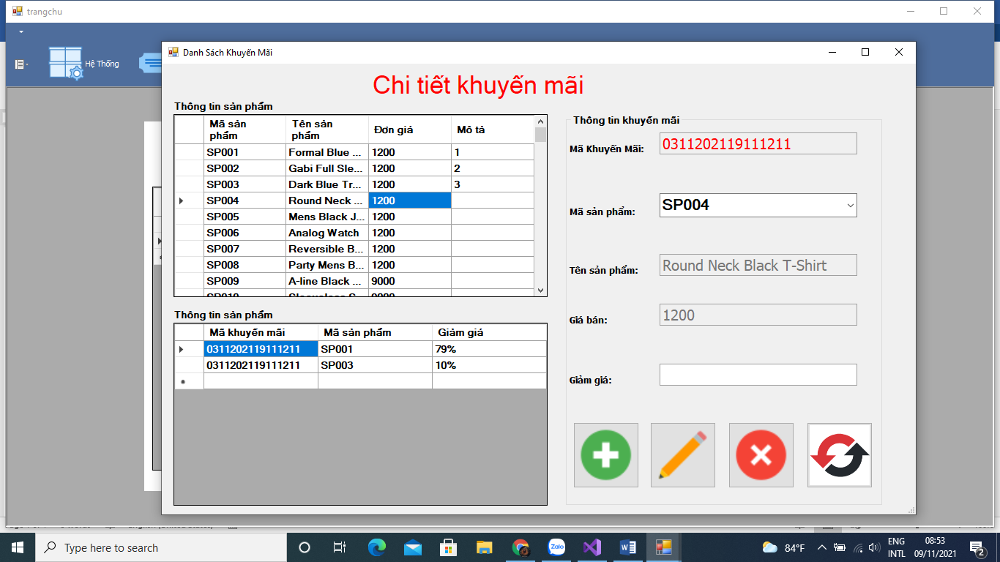 trangchu
Hệ Thống
Danh Sách Khuyến Mãi
Chi tiết khuyến mãi
Thông tin sản phẩm
Mã sản phẩm Tên sản phẩm Đơn giá Mô tả
SP001 Formal Blue ... 1200 1
SP002 Gabi Full Sle... 1200 2
SP003 Dark Blue Tr... 1200 3
SP004 Round Neck ... 1200
SP005 Mens Black J... 1200
SP006 Analog Watch 1200
SP007 Reversible B... 1200
SP008 Party Mens B... 1200
SP009 A-line Black ... 9000
Thông tin sản phẩm
Mã khuyến mãi Mã sản phẩm Giảm giá
0311202119111211 SP001 79%
0311202119111211 SP003 10%
Thông tin khuyến mãi
Mã Khuyến Mãi: 0311202119111211
Mã sản phẩm: SP004
Tên sản phẩm: Round Neck Black T-Shirt
Giá bán: 1200
Giảm giá:
Type here to search
Zalo
84°F
ENG
INTL
08:53
09/11/2021
2